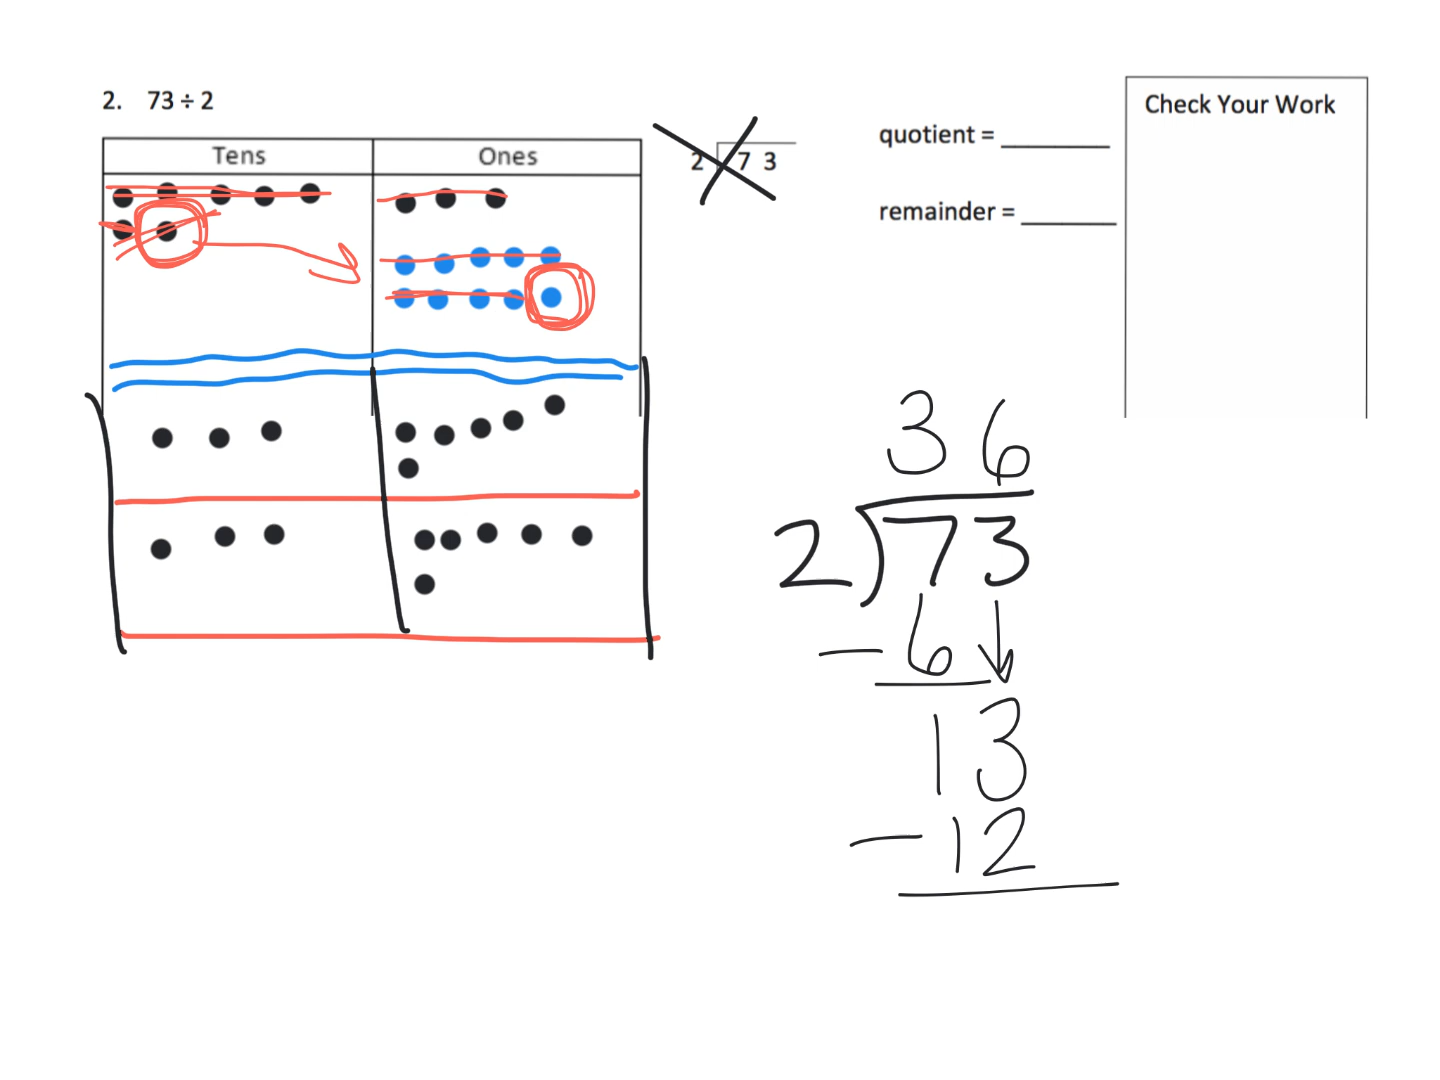 2. 73 ÷ 2
Tens Ones
2 7 3
quotient = ________
remainder = _______
Check Your Work
3 6
2 ) 7 3
- 6
1 3
- 1 2